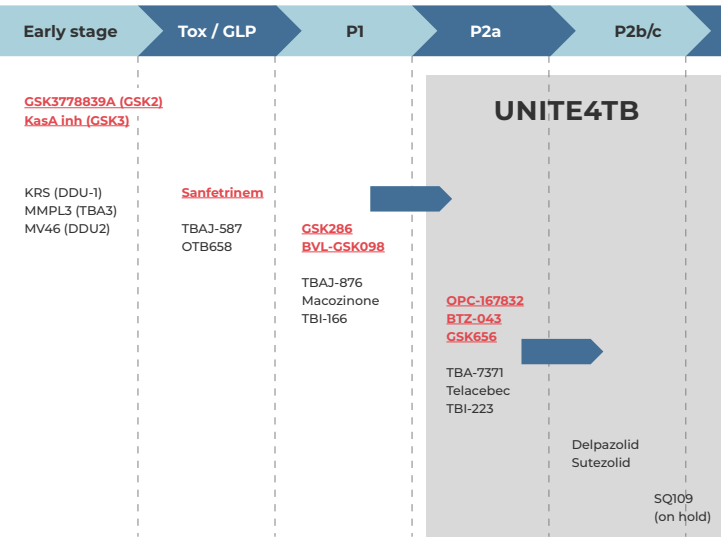 Early stage
Tox / GLP
P1
P2a
P2b/c
UNITE4TB
GSK3778839A (GSK2)
KasA inh (GSK3)
KRS (DDU-1)
MMPL3 (TBA3)
MV46 (DDU2)
Sanfetrinem
TBAJ-587
OTB658
GSK286
BVL-GSK098
TBAJ-876
Macozinone
TBI-166
OPC-167832
BTZ-043
GSK656
TBA-7371
Telacebec
TBI-223
Delpazolid
Sutezolid
SQ109
(on hold)